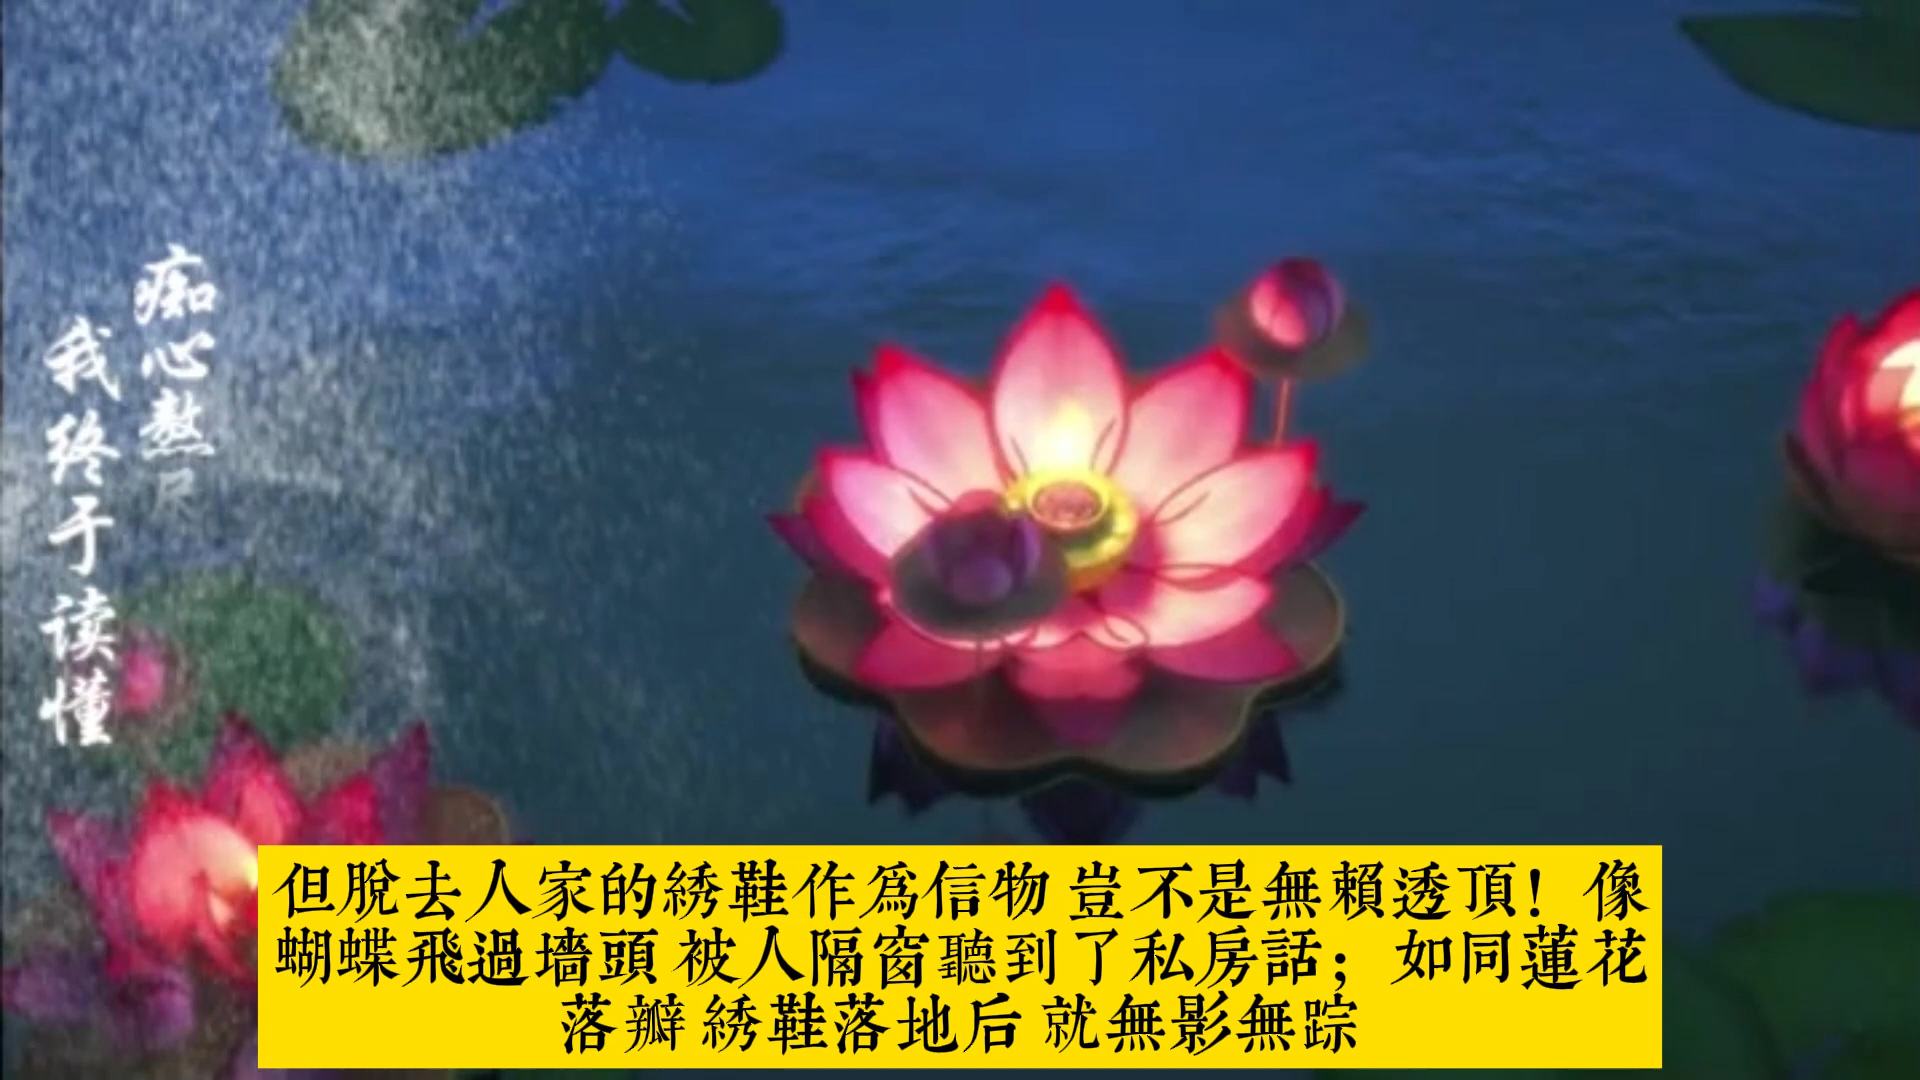 痴心熬
我终于读懂
但脫去人家的綉鞋作爲信物 豈不是無賴透頂！像
蝴蝶飛過墻頭 被人隔窗聽到了私房話；如同蓮花
落瓣 綉鞋落地后 就無影無踪